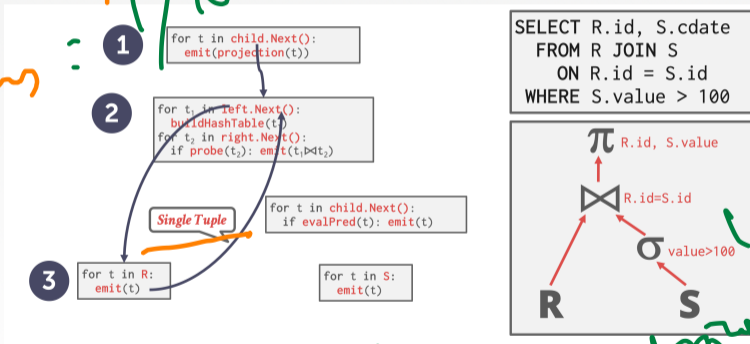 1
for t in child.Next():
emit(projection(t))
2
for t₁ in left.Next():
buildHashTable(t₁)
for t₂ in right.Next():
if probe(t₂): emit(t₁⋈t₂)
Single Tuple
for t in child.Next():
if evalPred(t): emit(t)
3
for t in R:
emit(t)
for t in S:
emit(t)
SELECT R.id, S.cdate
FROM R JOIN S
ON R.id = S.id
WHERE S.value > 100
π R.id, S.value
⋈ R.id=S.id
σ value>100
R
S